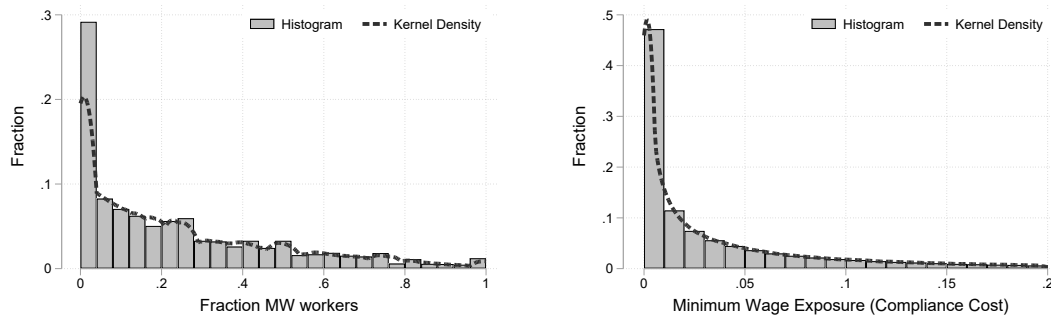 Histogram Kernel Density
.3
.2
.1
0
Fraction
0 .2 .4 .6 .8 1
Fraction MW workers
Histogram Kernel Density
.5
.4
.3
.2
.1
0
Fraction
0 .05 .1 .15 .2
Minimum Wage Exposure (Compliance Cost)